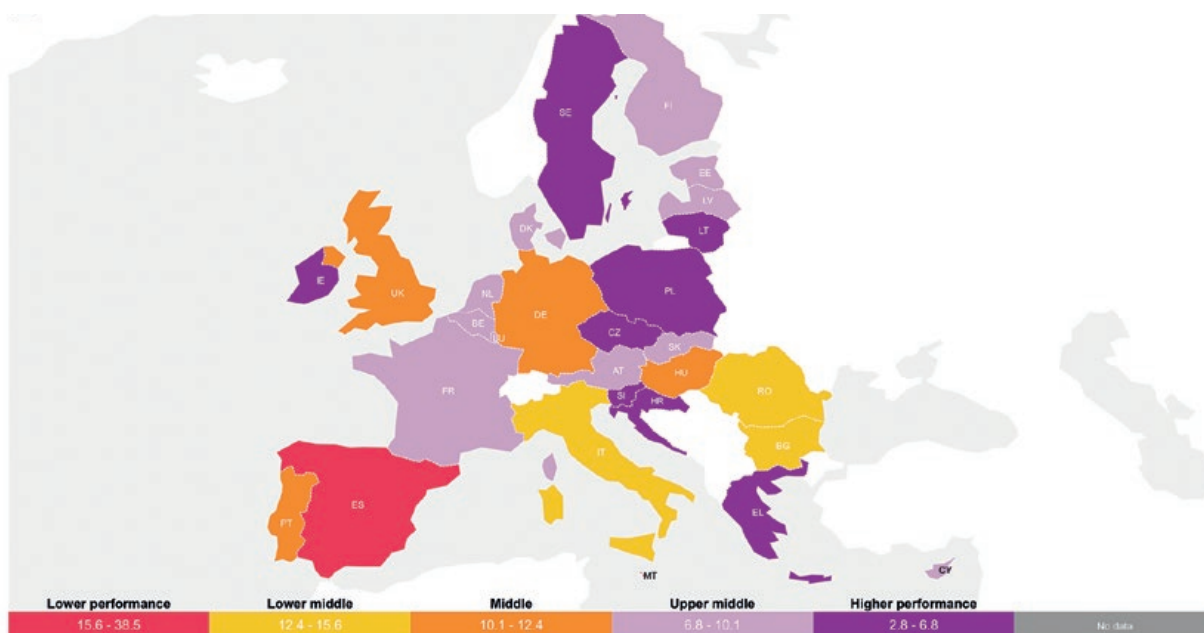 SE
FI
EE
LV
DK
LT
IE
UK
NL
DE
PL
BE
LU
CZ
SK
FR
AT
HU
RO
SI
HR
IT
BG
ES
PT
EL
MT
CY
Lower performance Lower middle Middle Upper middle Higher performance
15.6 - 38.5 12.4 - 15.6 10.1 - 12.4 6.8 - 10.1 2.8 - 6.8 No data